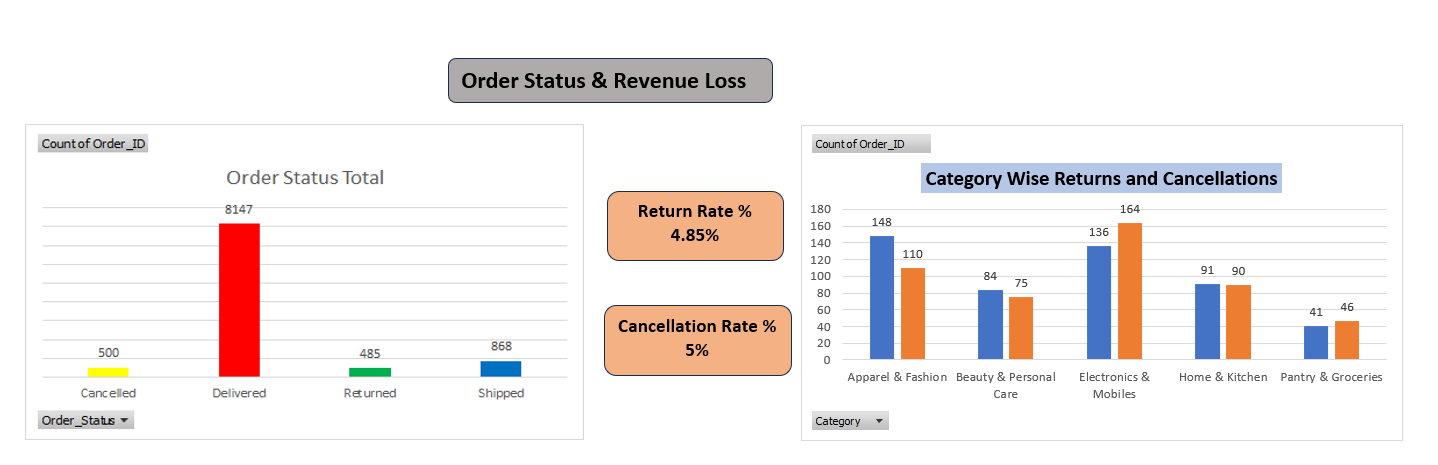 Order Status & Revenue Loss
Count of Order_ID
Order Status Total
8147
500
485
868
Cancelled
Delivered
Returned
Shipped
Order_Status
Return Rate %
4.85%
Cancellation Rate %
5%
Count of Order_ID
Category Wise Returns and Cancellations
180
160
140
120
100
80
60
40
20
0
148
110
84
75
136
164
91
90
41
46
Apparel & Fashion
Beauty & Personal
Care
Electronics &
Mobiles
Home & Kitchen
Pantry & Groceries
Category